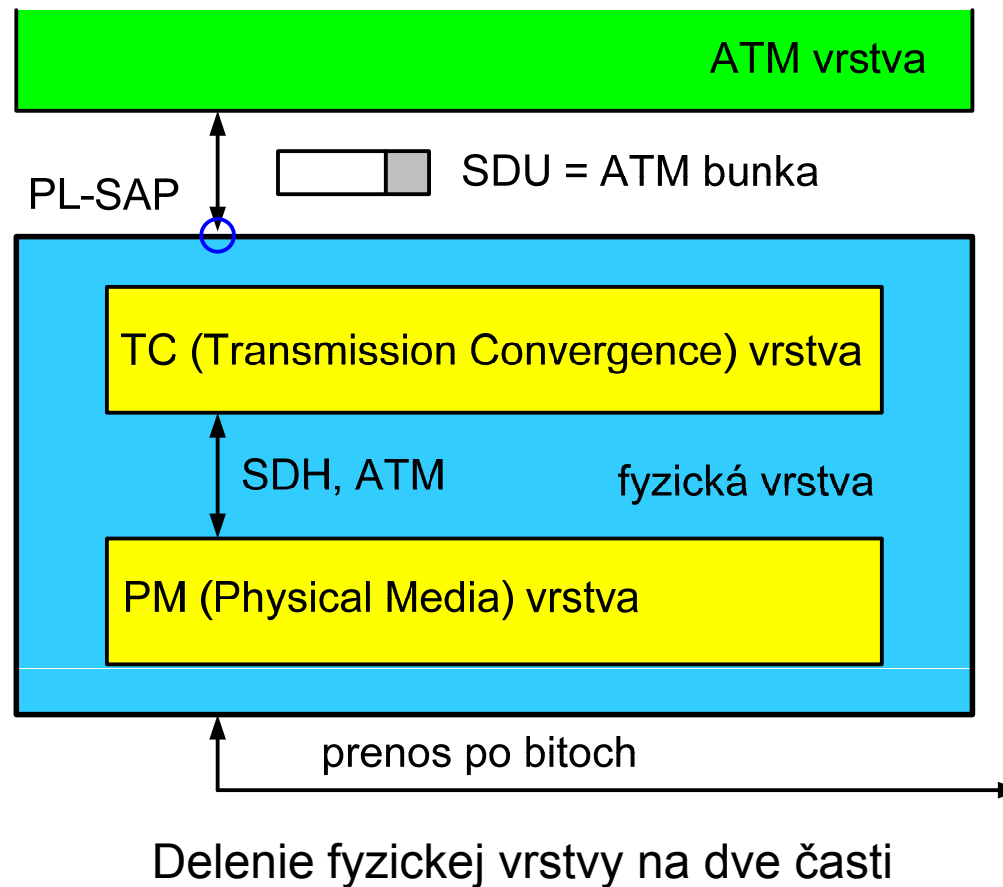 ATM vrstva
SDU = ATM bunka
PL-SAP
TC (Transmission Convergence) vrstva
SDH, ATM
fyzická vrstva
PM (Physical Media) vrstva
prenos po bitoch
Delenie fyzickej vrstvy na dve časti